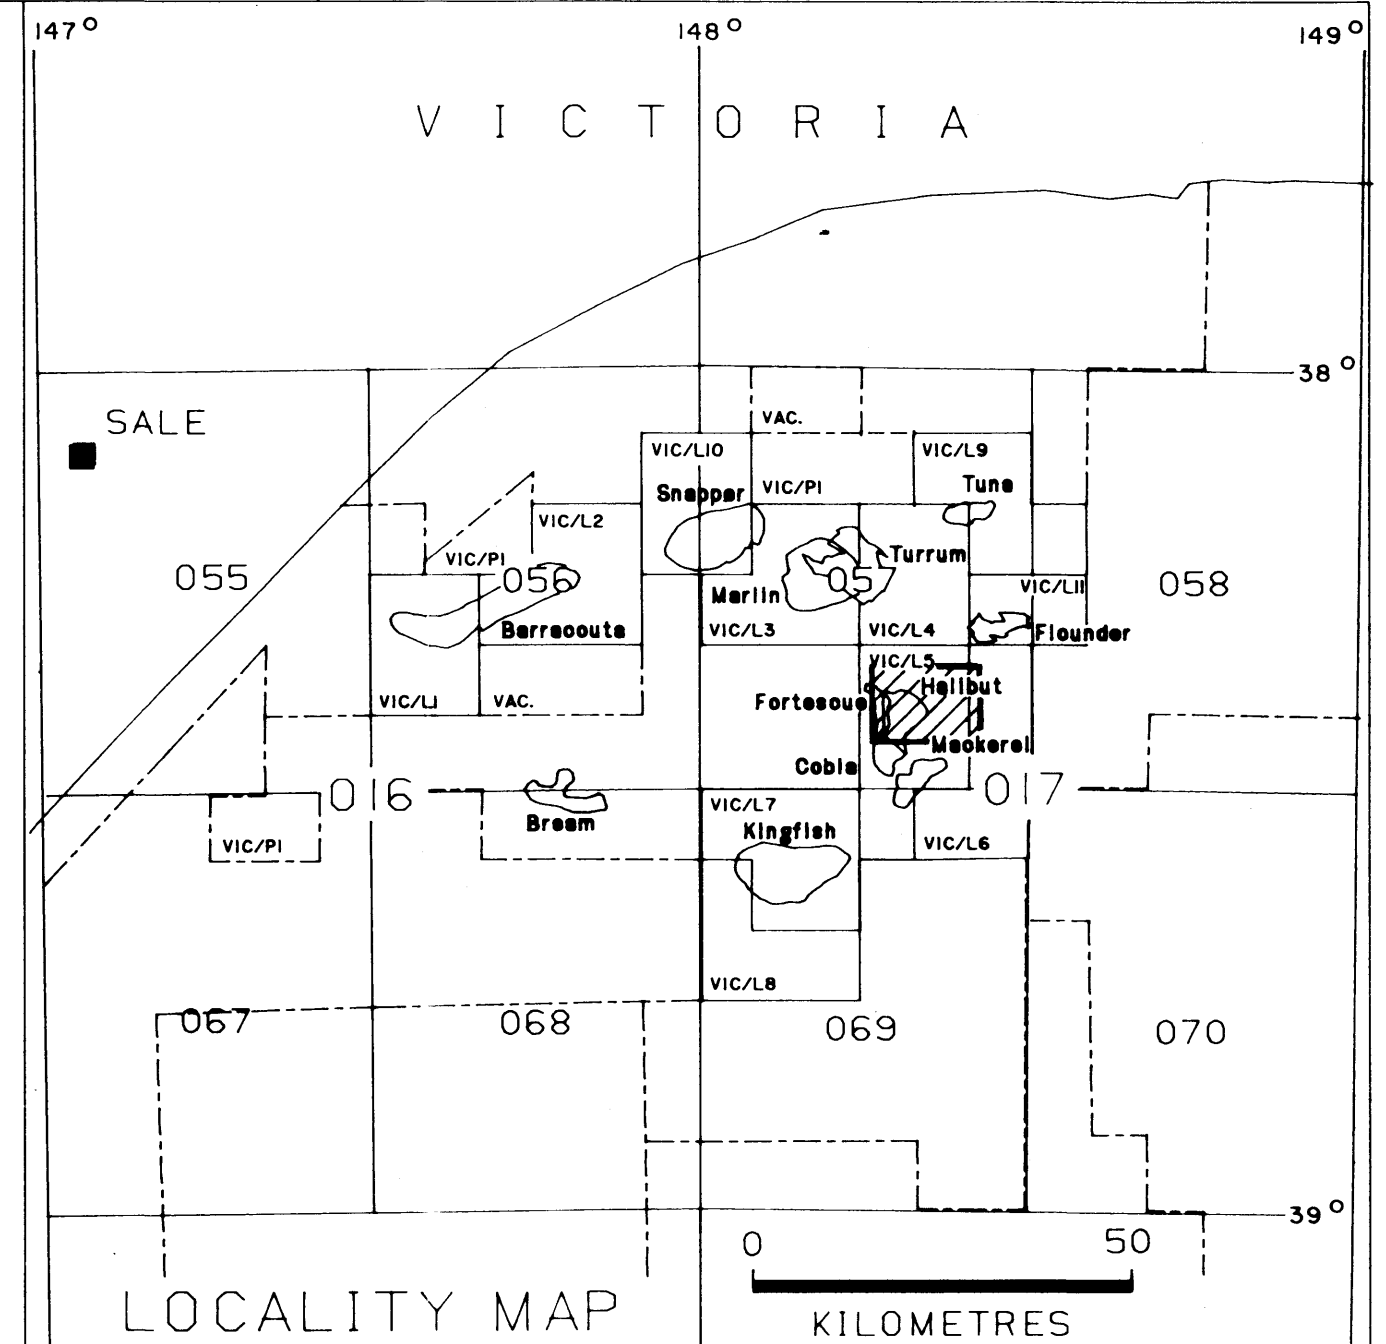 147° 148° 149°
VICTORIA
38°
SALE
VAC.
VIC/L10 VIC/L9
Snapper VIC/P1 Tuna
VIC/L2
VIC/P1 Turrum
055 056 05 058
Marlin VIC/L11
Barracouta VIC/L3 VIC/L4 Flounder
VIC/L5
VIC/L1 VAC. Fortescue Halibut
Mackerel
Cobia
016 017
VIC/L7
Bream Kingfish
VIC/P1 VIC/L6
VIC/L8
067 068 069 070
39°
0 50
LOCALITY MAP
KILOMETRES